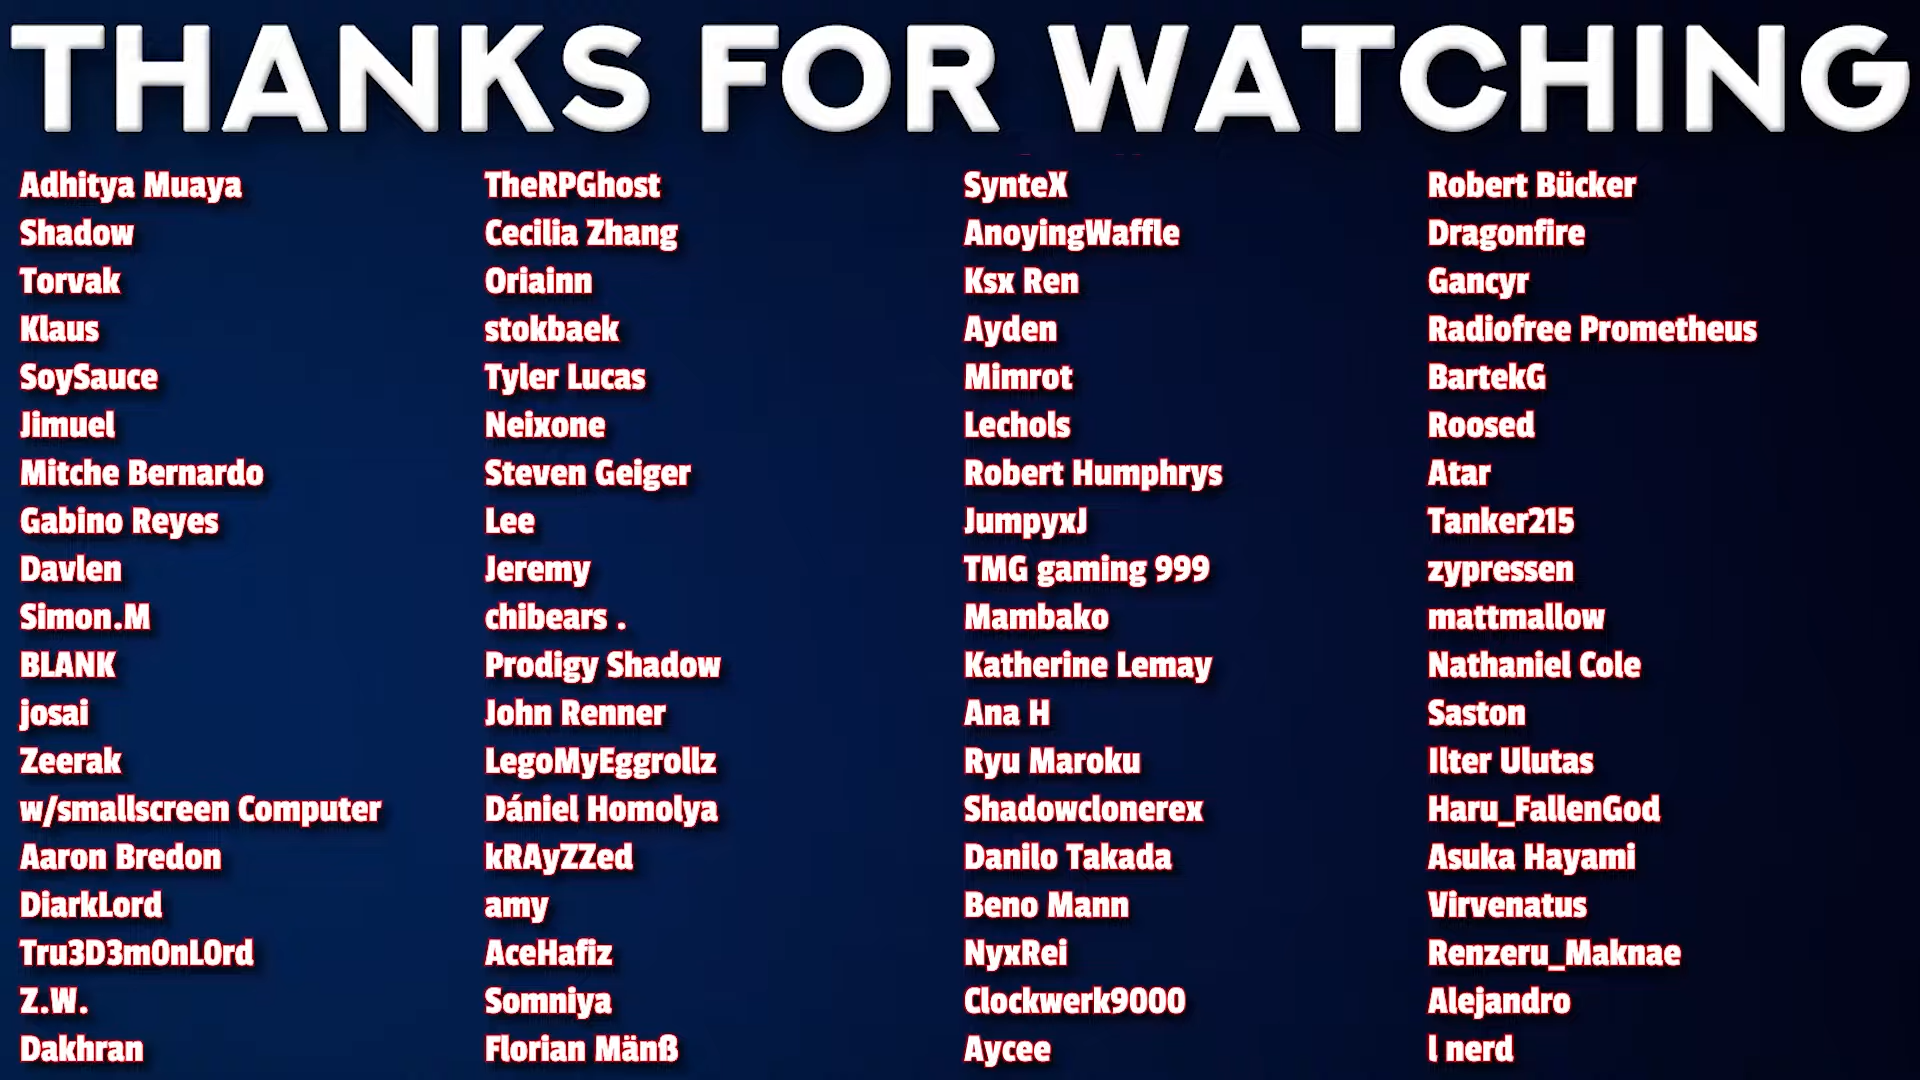 THANKS FOR WATCHING
Adhitya Muaya
Shadow
Torvak
Klaus
SoySauce
Jimuel
Mitche Bernardo
Gabino Reyes
Davlen
Simon.M
BLANK
josai
Zeerak
w/smallscreen Computer
Aaron Bredon
DiarkLord
Tru3D3m0nL0rd
Z.W.
Dakhran
TheRPGhost
Cecilia Zhang
Oriainn
stokbaek
Tyler Lucas
Neixone
Steven Geiger
Lee
Jeremy
chibears .
Prodigy Shadow
John Renner
LegoMyEggrollz
Dániel Homolya
kRAyZZed
amy
AceHafiz
Somniya
Florian Mänß
SynteX
AnoyingWaffle
Ksx Ren
Ayden
Mimrot
Lechols
Robert Humphrys
JumpyxJ
TMG gaming 999
Mambako
Katherine Lemay
Ana H
Ryu Maroku
Shadowclonerex
Danilo Takada
Beno Mann
NyxRei
Clockwerk9000
Aycee
Robert Bücker
Dragonfire
Gancyr
Radiofree Prometheus
BartekG
Roosed
Atar
Tanker215
zypressen
mattmallow
Nathaniel Cole
Saston
Ilter Ulutas
Haru_FallenGod
Asuka Hayami
Virvenatus
Renzeru_Maknae
Alejandro
l nerd